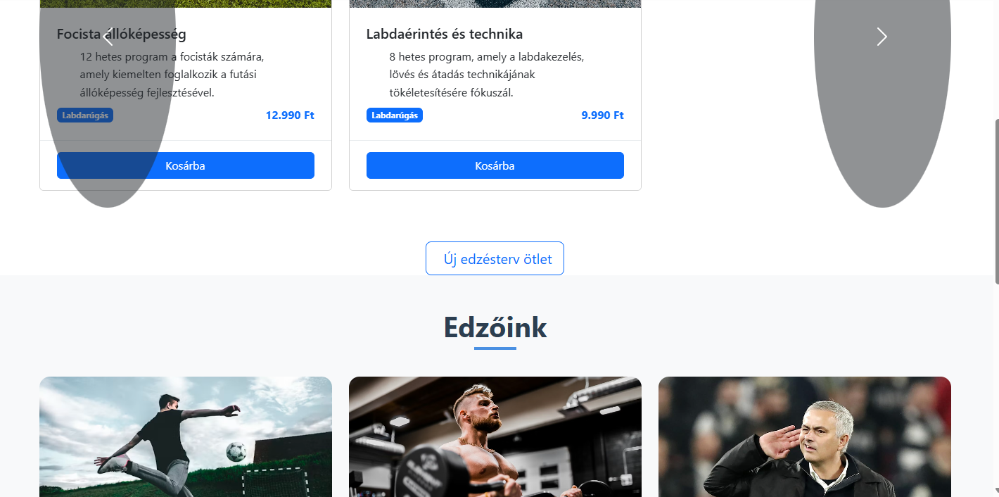 Focista állóképesség
12 hetes program a focisták számára,
amely kiemelten foglalkozik a futási
állóképesség fejlesztésével.
Labdarúgás
12.990 Ft
Kosárba
Labdaérintés és technika
8 hetes program, amely a labdakezelés,
lövés és átadás technikájának
tökéletesítésére fókuszál.
Labdarúgás
9.990 Ft
Kosárba
Új edzésterv ötlet
Edzőink